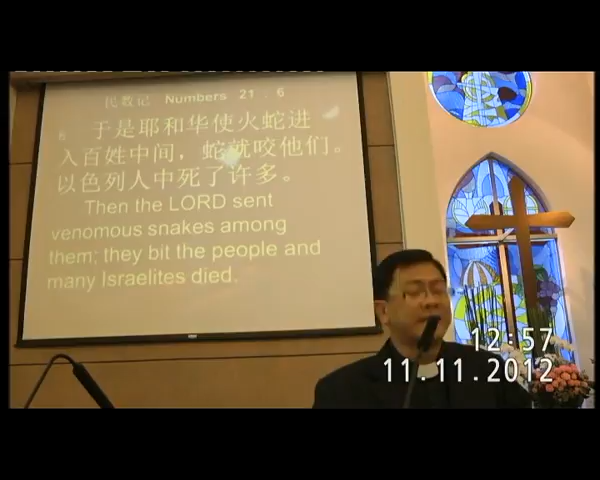 民数记 Numbers 21 : 6
6 于是耶和华使火蛇进
入百姓中间，蛇就咬他们。
以色列人中死了许多。
Then the LORD sent
venomous snakes among
them; they bit the people and
many Israelites died.
12:57
11.11.2012